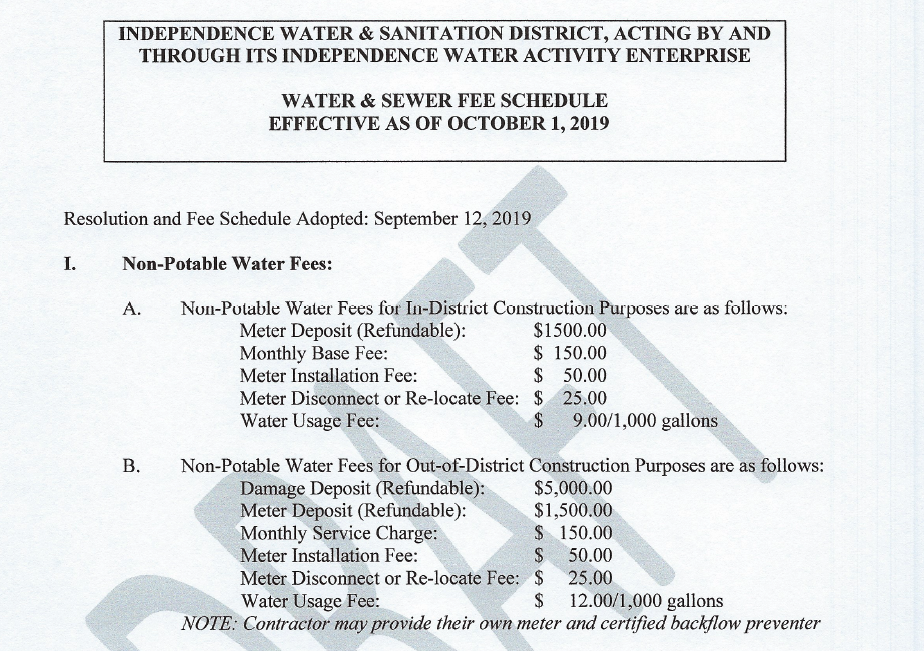 INDEPENDENCE WATER & SANITATION DISTRICT, ACTING BY AND
THROUGH ITS INDEPENDENCE WATER ACTIVITY ENTERPRISE
WATER & SEWER FEE SCHEDULE
EFFECTIVE AS OF OCTOBER 1, 2019
Resolution and Fee Schedule Adopted: September 12, 2019
I. Non-Potable Water Fees:
A. Non-Potable Water Fees for In-District Construction Purposes are as follows:
Meter Deposit (Refundable): $1500.00
Monthly Base Fee: $ 150.00
Meter Installation Fee: $ 50.00
Meter Disconnect or Re-locate Fee: $ 25.00
Water Usage Fee: $ 9.00/1,000 gallons
B. Non-Potable Water Fees for Out-of-District Construction Purposes are as follows:
Damage Deposit (Refundable): $5,000.00
Meter Deposit (Refundable): $1,500.00
Monthly Service Charge: $ 150.00
Meter Installation Fee: $ 50.00
Meter Disconnect or Re-locate Fee: $ 25.00
Water Usage Fee: $ 12.00/1,000 gallons
NOTE: Contractor may provide their own meter and certified backflow preventer
DRAFT